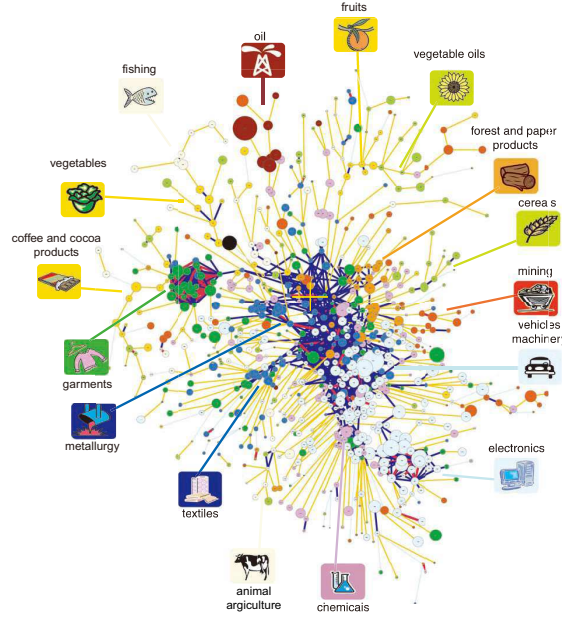 fruits
oil
vegetable oils
fishing
forest and paper
products
vegetables
cerea s
coffee and cocoa
products
mining
vehicles
machinery
garments
metallurgy
electronics
textiles
animal
argiculture
chemicais